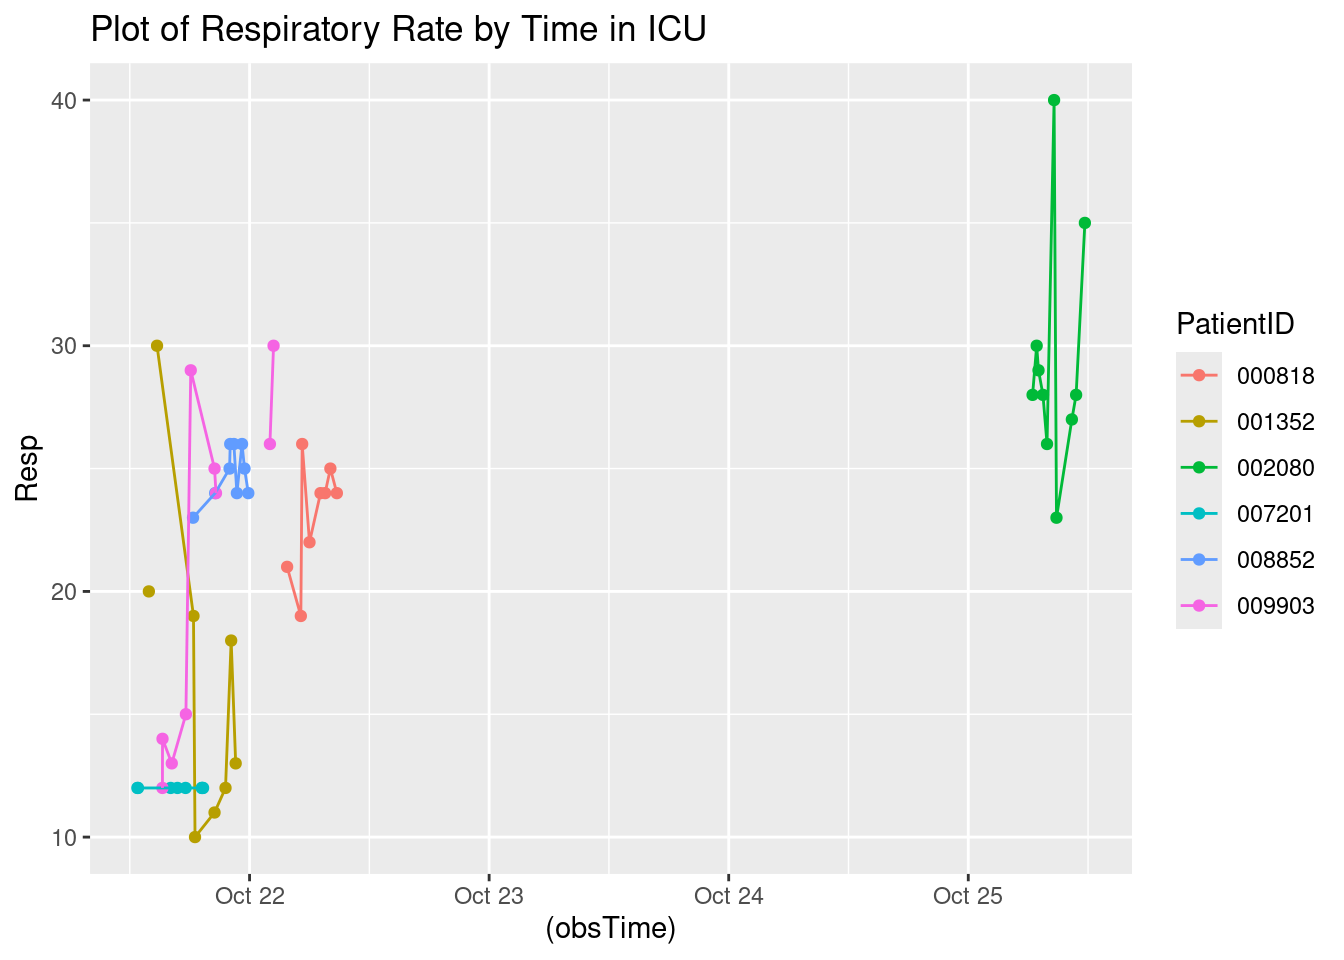 Plot of Respiratory Rate by Time in ICU
40
30
20
10
Resp
Oct 22
Oct 23
Oct 24
Oct 25
(obsTime)
PatientID
000818
001352
002080
007201
008852
009903